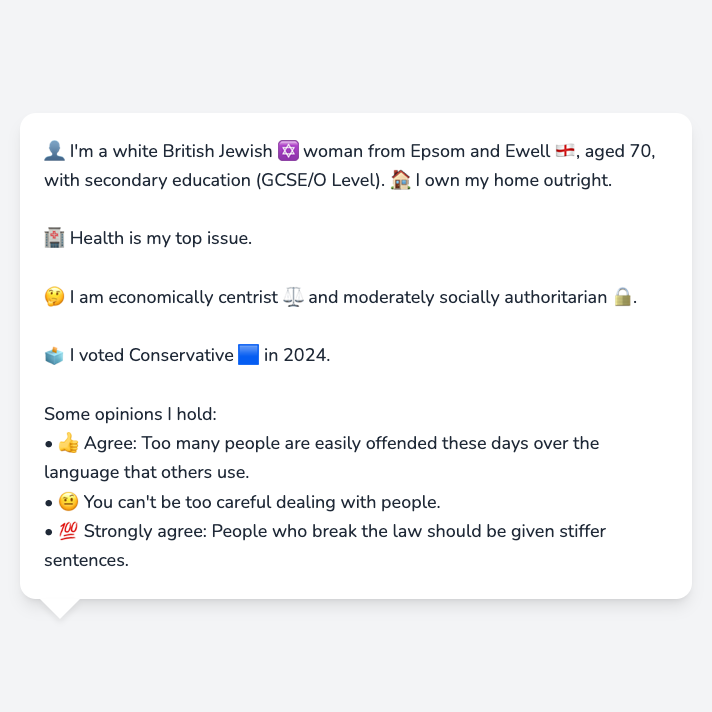 👤 I'm a white British Jewish 🔯 woman from Epsom and Ewell 🏴󠁧󠁢󠁥󠁮󠁧󠁿, aged 70,
with secondary education (GCSE/O Level). 🏠 I own my home outright.
🏥 Health is my top issue.
🤔 I am economically centrist ⚖️ and moderately socially authoritarian 🔒.
🗳️ I voted Conservative 🟦 in 2024.
Some opinions I hold:
• 👍 Agree: Too many people are easily offended these days over the
language that others use.
• 🤨 You can't be too careful dealing with people.
• 💯 Strongly agree: People who break the law should be given stiffer
sentences.